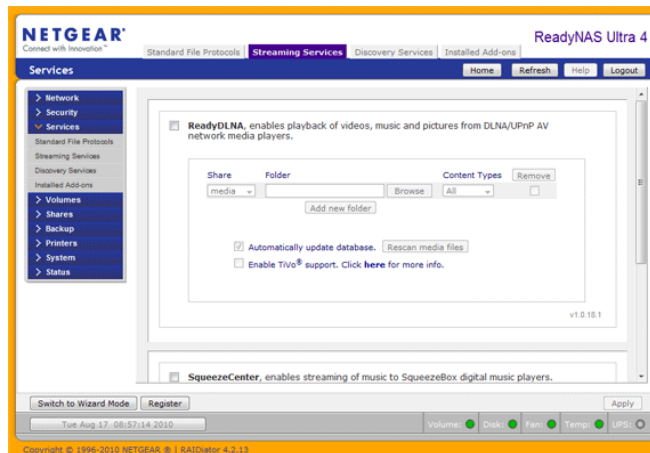 NETGEAR®
Connect with Innovation™
ReadyNAS Ultra 4
Standard File Protocols Streaming Services Discovery Services Installed Add-ons
Services Home Refresh Help Logout
> Network
> Security
Services
Standard File Protocols
Streaming Services
Discovery Services
Installed Add-ons
> Volumes
> Shares
> Backup
> Printers
> System
> Status
ReadyDLNA, enables playback of videos, music and pictures from DLNA/UPnP AV
network media players.
Share Folder Content Types Remove
media Browse All
Add new folder
Automatically update database. Rescan media files
Enable TiVo® support. Click here for more info.
v1.0.18.1
SqueezeCenter, enables streaming of music to SqueezeBox digital music players.
Switch to Wizard Mode Register Apply
Tue Aug 17 08:57:14 2010 Volume: Disk: Fan: Temp: UPS:
Copyright © 1996-2010 NETGEAR ® | RAIDiator 4.2.13